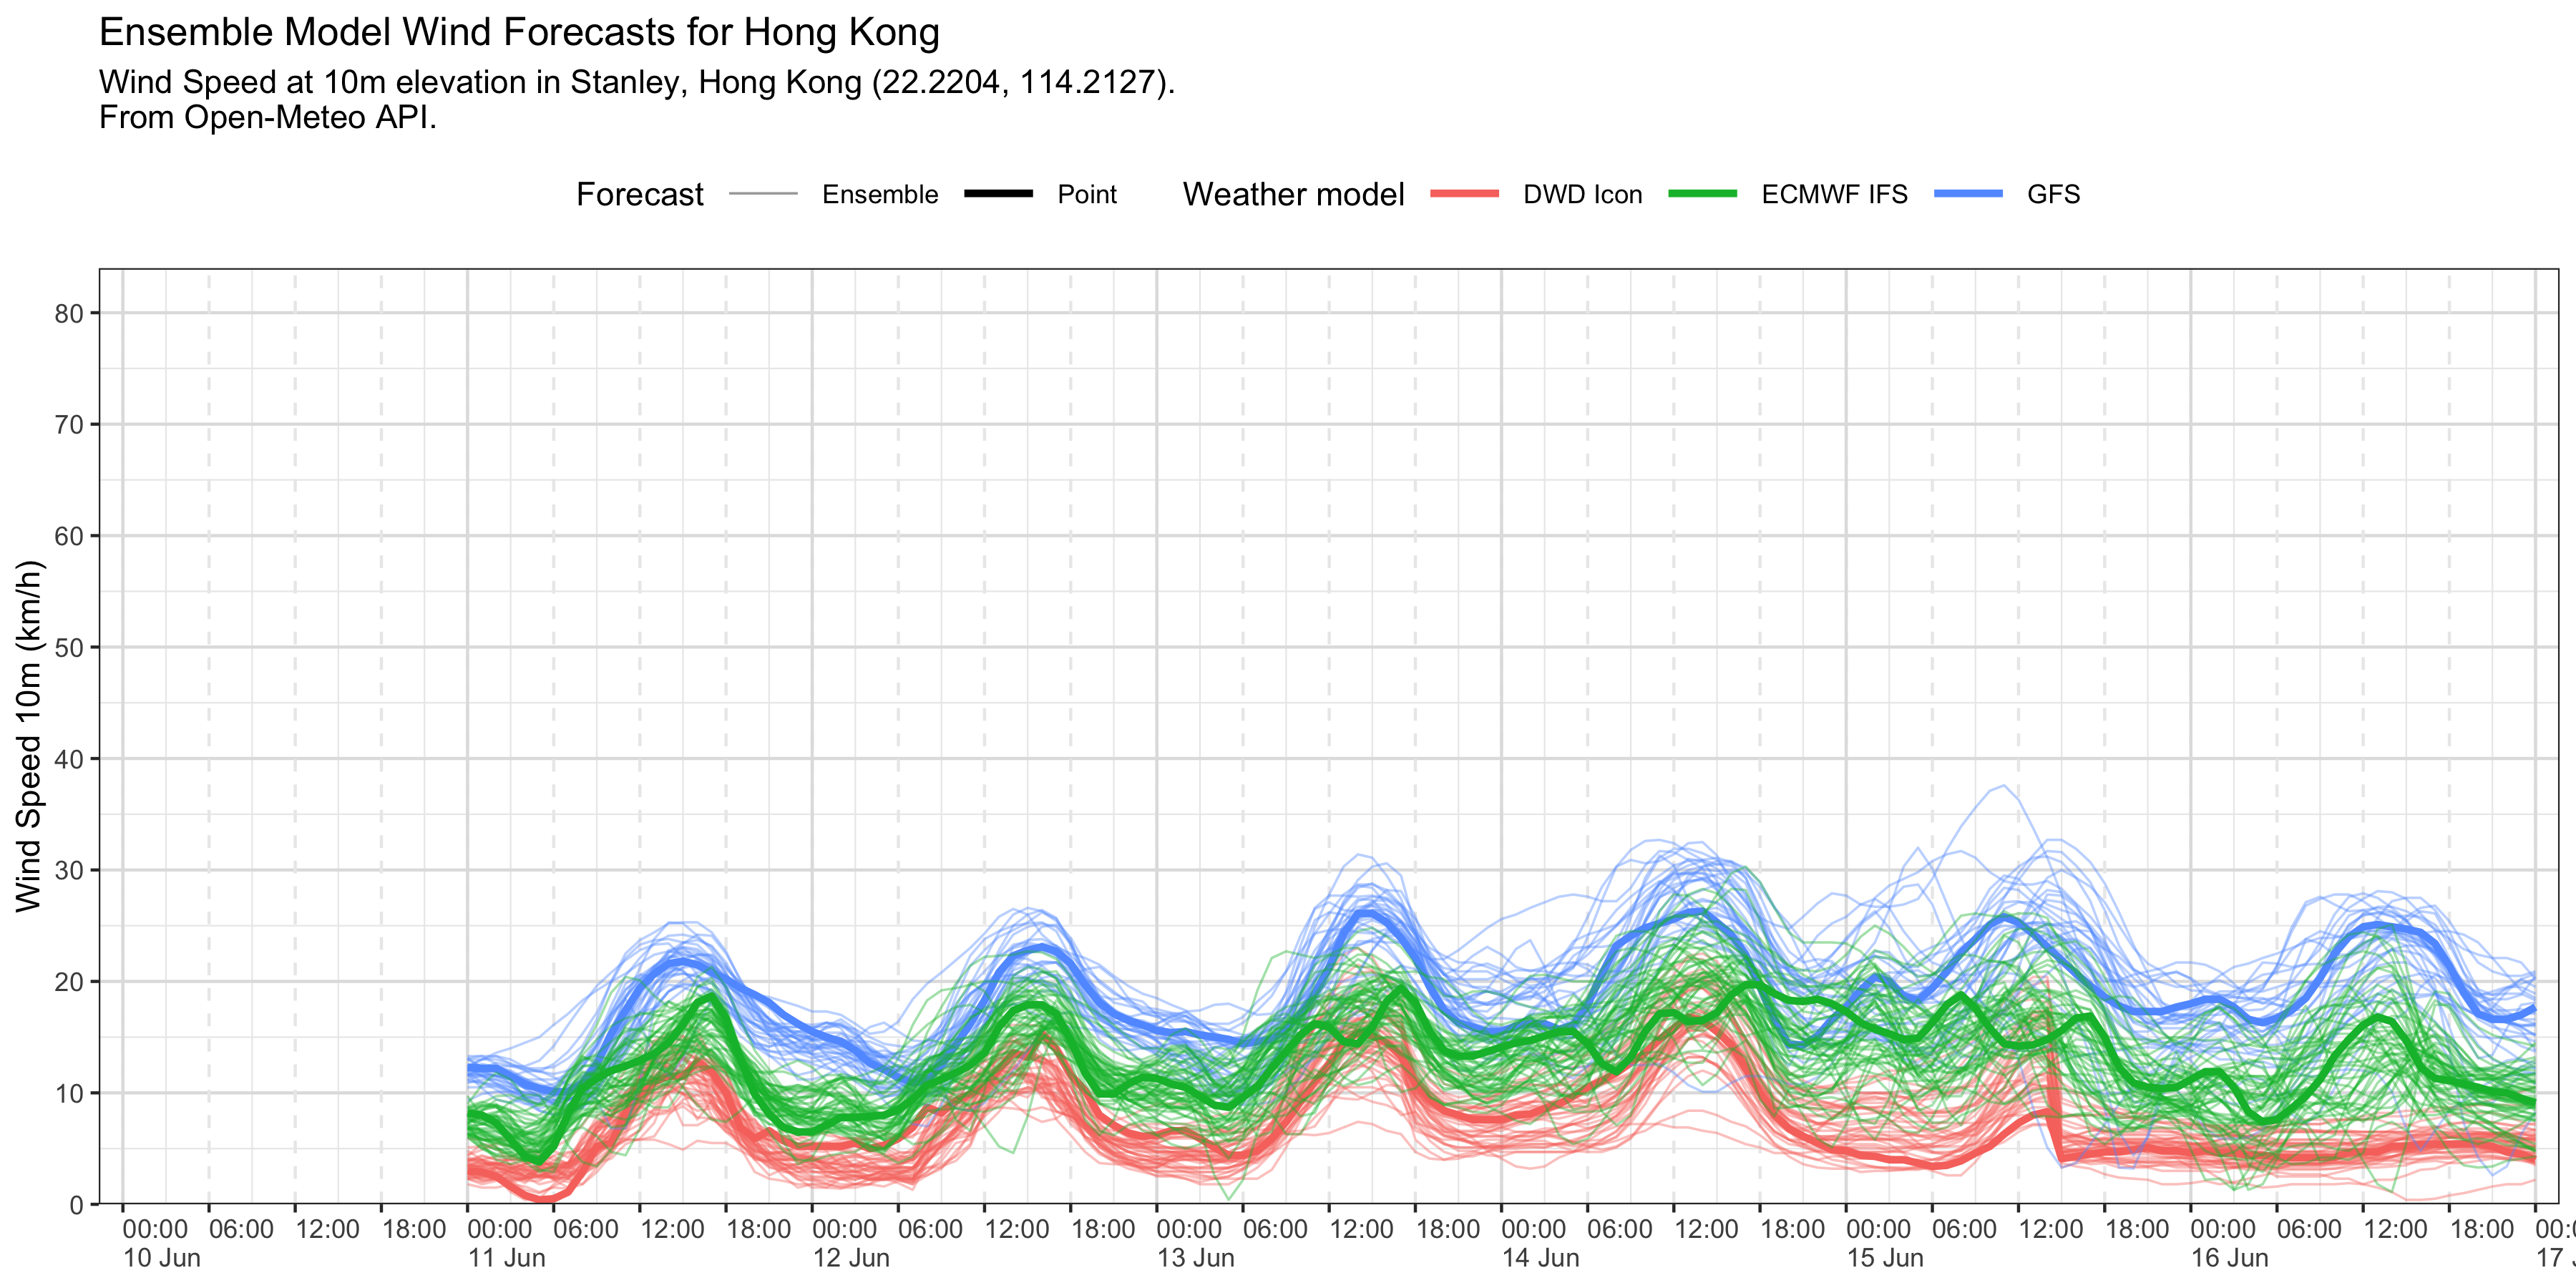 Ensemble Model Wind Forecasts for Hong Kong
Wind Speed at 10m elevation in Stanley, Hong Kong (22.2204, 114.2127).
From Open-Meteo API.
Forecast Ensemble Point Weather model DWD Icon ECMWF IFS GFS
Wind Speed 10m (km/h)
80
70
60
50
40
30
20
10
0
00:00 06:00 12:00 18:00 00:00 06:00 12:00 18:00 00:00 06:00 12:00 18:00 00:00 06:00 12:00 18:00 00:00 06:00 12:00 18:00 00:00 06:00 12:00 18:00 00:00 06:00 12:00 18:00
10 Jun 11 Jun 12 Jun 13 Jun 14 Jun 15 Jun 16 Jun 17